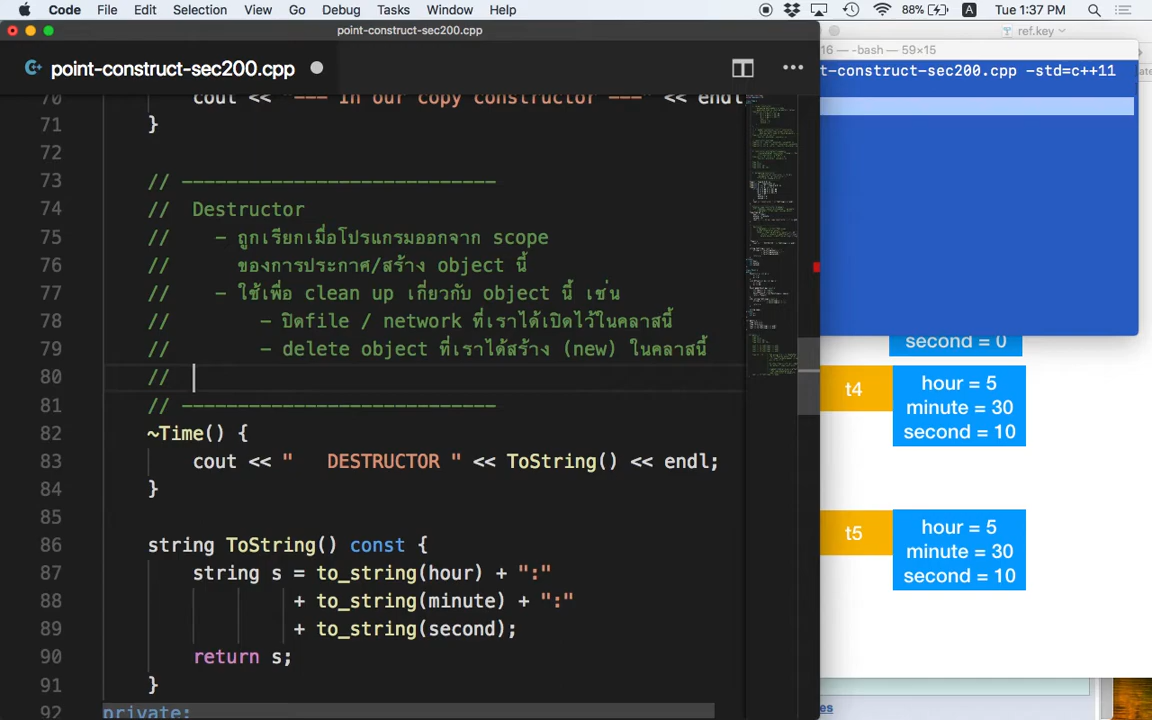 Code File Edit Selection View Go Debug Tasks Window Help 88% A Tue 1:37 PM
point-construct-sec200.cpp
ref.key
point-construct-sec200.cpp
16 — -bash — 59×15
t-construct-sec200.cpp -std=c++11
70 cout << "--- In our copy constructor ---" << endl
71 }
72
73 // ----------------------------
74 // Destructor
75 // - ถูกเรียกเมื่อโปรแกรมออกจาก scope
76 // ของการประกาศ/สร้าง object นี้
77 // - ใช้เพื่อ clean up เกี่ยวกับ object นี้ เช่น
78 // - ปิดfile / network ที่เราได้เปิดไว้ในคลาสนี้
79 // - delete object ที่เราได้สร้าง (new) ในคลาสนี้
80 //
81 // ----------------------------
82 ~Time() {
83 cout << "   DESTRUCTOR " << ToString() << endl;
84 }
85
86 string ToString() const {
87 string s = to_string(hour) + ":"
88 + to_string(minute) + ":"
89 + to_string(second);
90 return s;
91 }
92 private:
second = 0
t4
hour = 5
minute = 30
second = 10
t5
hour = 5
minute = 30
second = 10